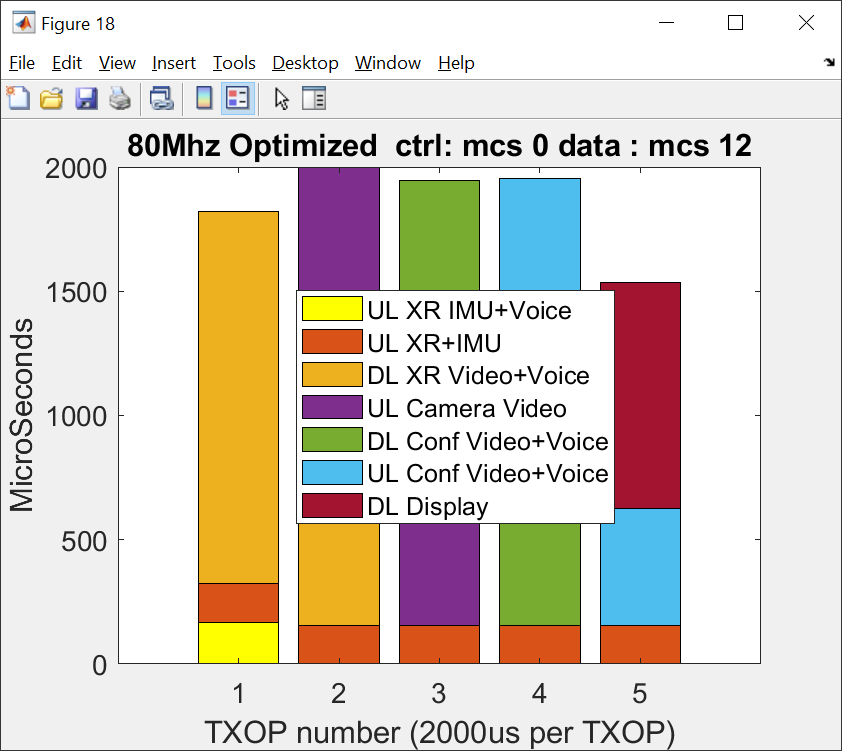 Figure 18
File Edit View Insert Tools Desktop Window Help
80Mhz Optimized  ctrl: mcs 0 data : mcs 12
2000
1500
1000
500
0
MicroSeconds
UL XR IMU+Voice
UL XR+IMU
DL XR Video+Voice
UL Camera Video
DL Conf Video+Voice
UL Conf Video+Voice
DL Display
1 2 3 4 5
TXOP number (2000us per TXOP)